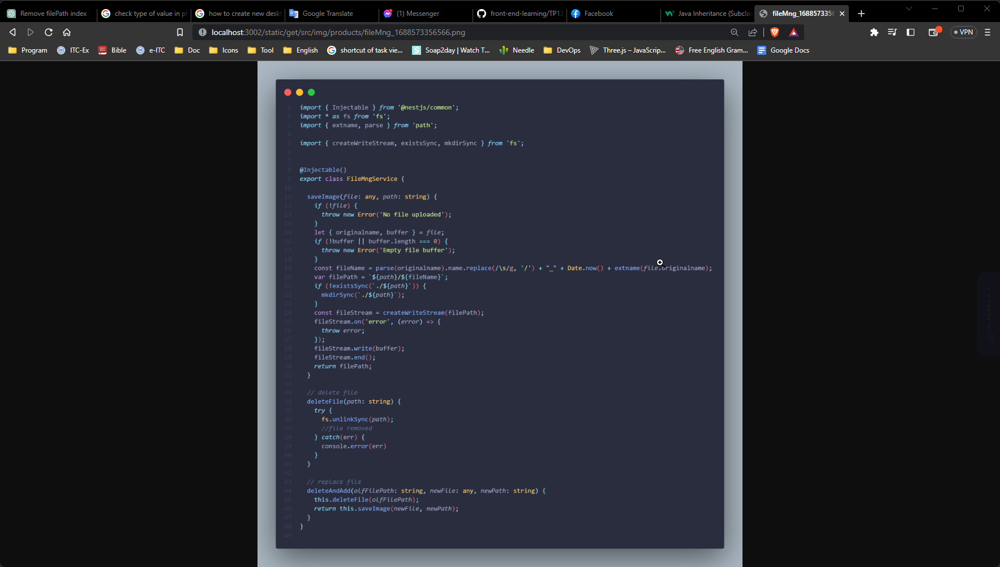 Remove filePath index
check type of value in p
how to create new desk
Google Translate
(1) Messenger
front-end-learning/TP13
Facebook
Java Inheritance (Subclas
fileMng_1688573356
localhost:3002/static/get/src/img/products/fileMng_1688573356566.png
VPN
Program
ITC-Ex
Bible
e-ITC
Doc
Icons
Tool
English
shortcut of task vie...
Soap2day | Watch T...
Needle
DevOps
Three.js – JavaScrip...
Free English Gram...
Google Docs
1 import { Injectable } from '@nestjs/common';
2 import * as fs from 'fs';
3 import { extname, parse } from 'path';
4
5 import { createWriteStream, existsSync, mkdirSync } from 'fs';
6
7
8 @Injectable()
9 export class FileMngService {
10
11 saveImage(file: any, path: string) {
12 if (!file) {
13 throw new Error('No file uploaded');
14 }
15 let { originalname, buffer } = file;
16 if (!buffer || buffer.length === 0) {
17 throw new Error('Empty file buffer');
18 }
19 const fileName = parse(originalname).name.replace(/\s/g, '/') + "_" + Date.now() + extname(file.originalname);
20 var filePath = `${path}/${fileName}`;
21 if (!existsSync(`./${path}`)) {
22 mkdirSync(`./${path}`);
23 }
24 const fileStream = createWriteStream(filePath);
25 fileStream.on('error', (error) => {
26 throw error;
27 });
28 fileStream.write(buffer);
29 fileStream.end();
30 return filePath;
31 }
32
33 // delete file
34 deleteFile(path: string) {
35 try {
36 fs.unlinkSync(path);
37 //file removed
38 } catch(err) {
39 console.error(err)
40 }
41 }
42
43 // replace file
44 deleteAndAdd(olfFilePath: string, newFile: any, newPath: string) {
45 this.deleteFile(olfFilePath);
46 return this.saveImage(newFile, newPath);
47 }
48 }
49